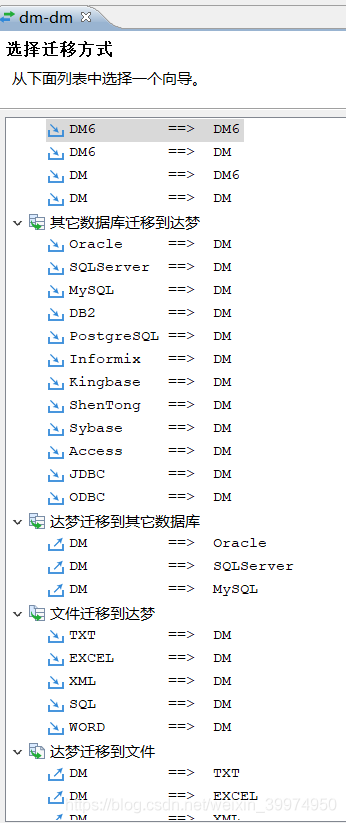 dm-dm
选择迁移方式
从下面列表中选择一个向导。
DM6 ==> DM6
DM6 ==> DM
DM ==> DM6
DM ==> DM
其它数据库迁移到达梦
Oracle ==> DM
SQLServer ==> DM
MySQL ==> DM
DB2 ==> DM
PostgreSQL ==> DM
Informix ==> DM
Kingbase ==> DM
ShenTong ==> DM
Sybase ==> DM
Access ==> DM
JDBC ==> DM
ODBC ==> DM
达梦迁移到其它数据库
DM ==> Oracle
DM ==> SQLServer
DM ==> MySQL
文件迁移到达梦
TXT ==> DM
EXCEL ==> DM
XML ==> DM
SQL ==> DM
WORD ==> DM
达梦迁移到文件
DM ==> TXT
DM ==> EXCEL
DM ==> XML
https://blog.csdn.net/weixin_39974950